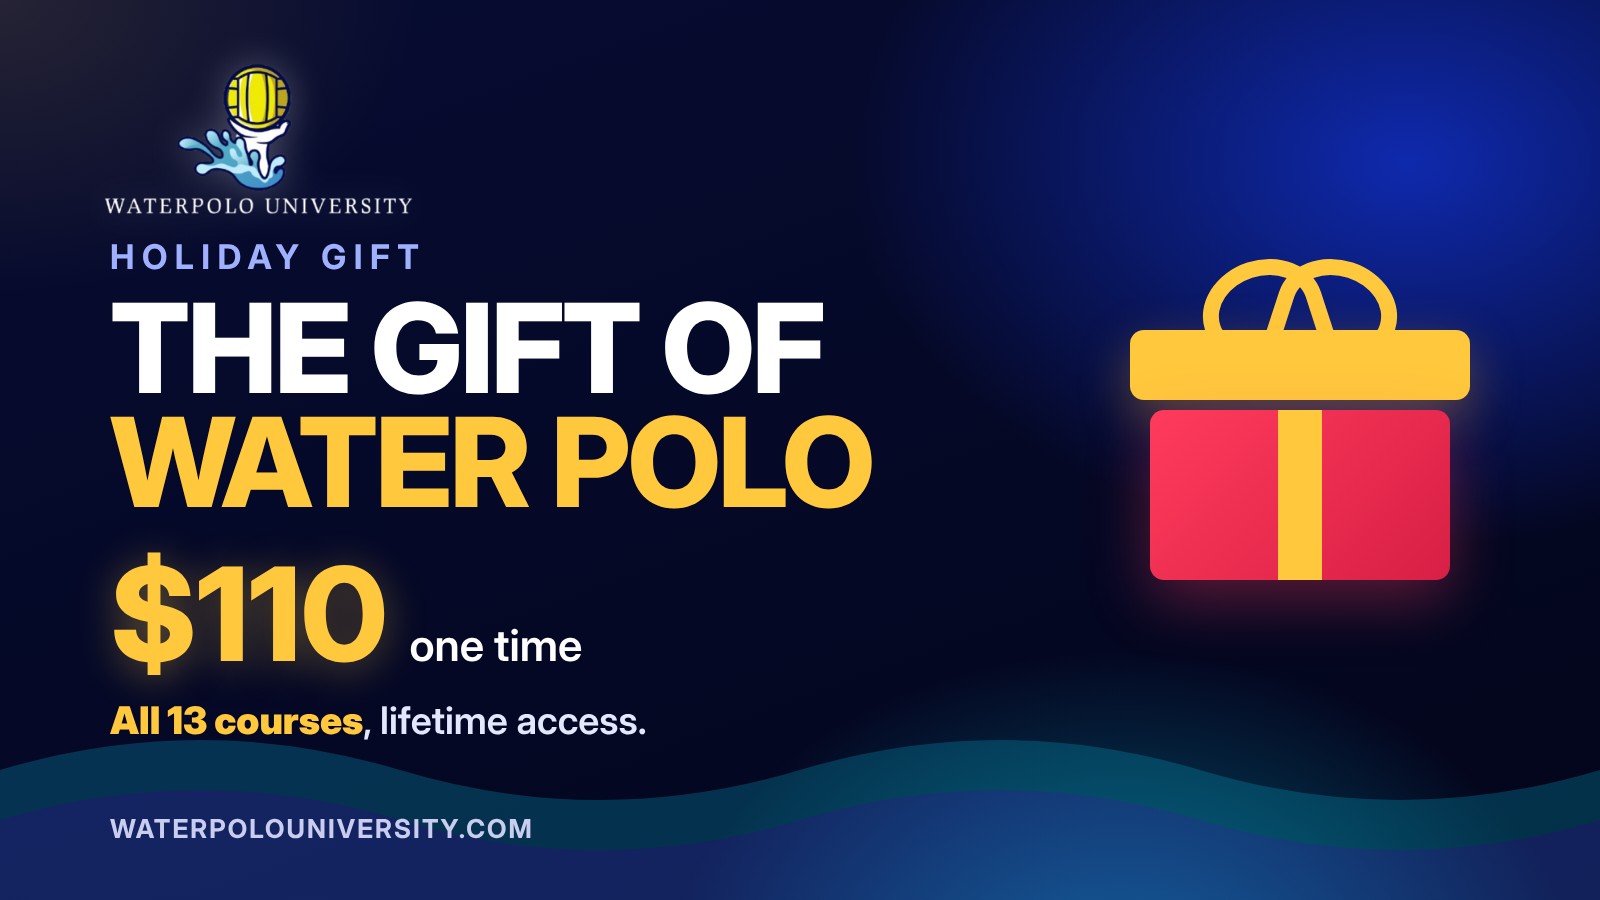 WATERPOLO UNIVERSITY
HOLIDAY GIFT
THE GIFT OF
WATER POLO
$110 one time
All 13 courses, lifetime access.
WATERPOLOUNIVERSITY.COM